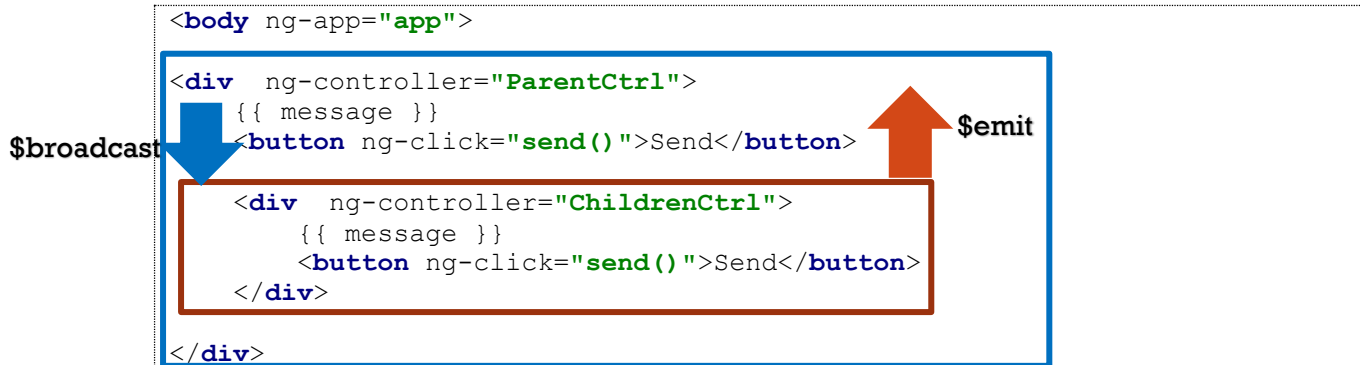 <body ng-app="app">
<div  ng-controller="ParentCtrl">
{{ message }}
<button ng-click="send()">Send</button>
$broadcast
$emit
<div  ng-controller="ChildrenCtrl">
{{ message }}
<button ng-click="send()">Send</button>
</div>
</div>